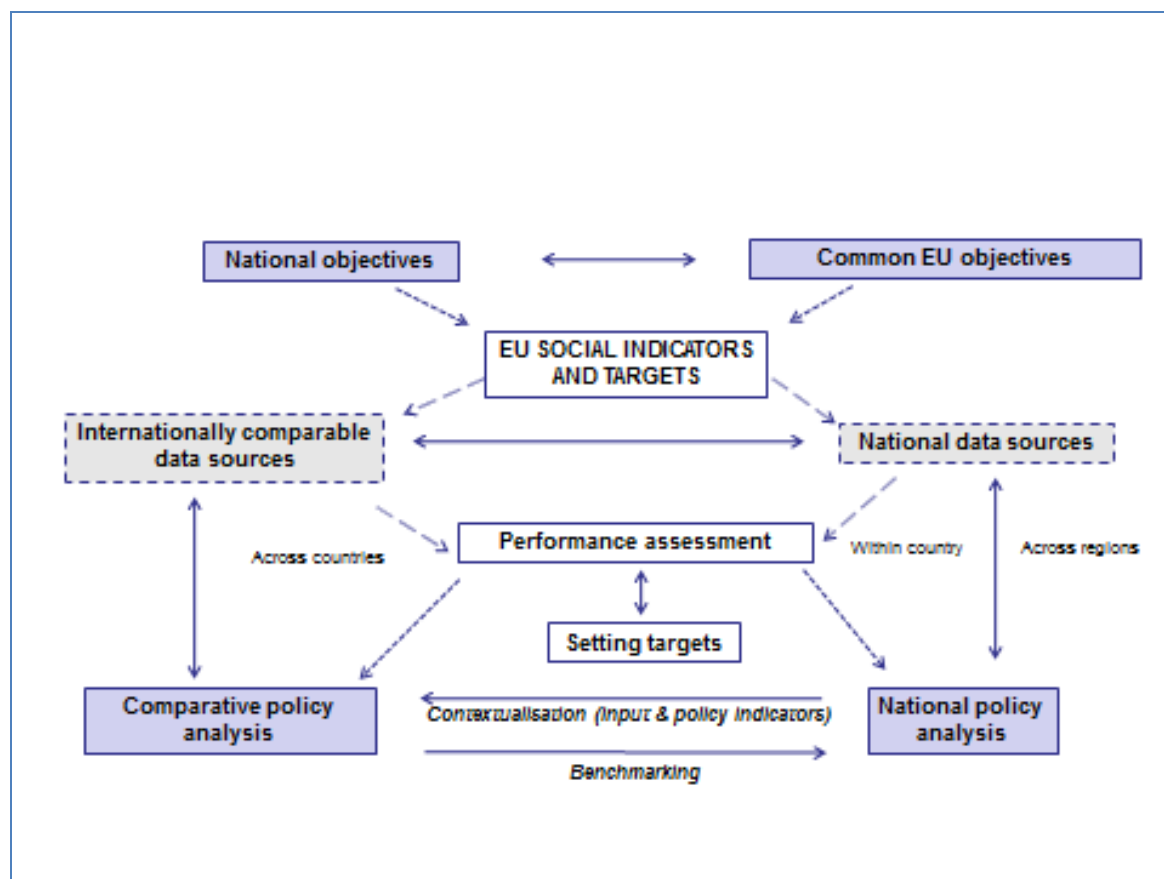 National objectives
Common EU objectives
EU SOCIAL INDICATORS
AND TARGETS
Internationally comparable
data sources
National data sources
Performance assessment
Across countries
Within country
Across regions
Setting targets
Comparative policy
analysis
Contextualisation (input & policy indicators)
National policy
analysis
Benchmarking